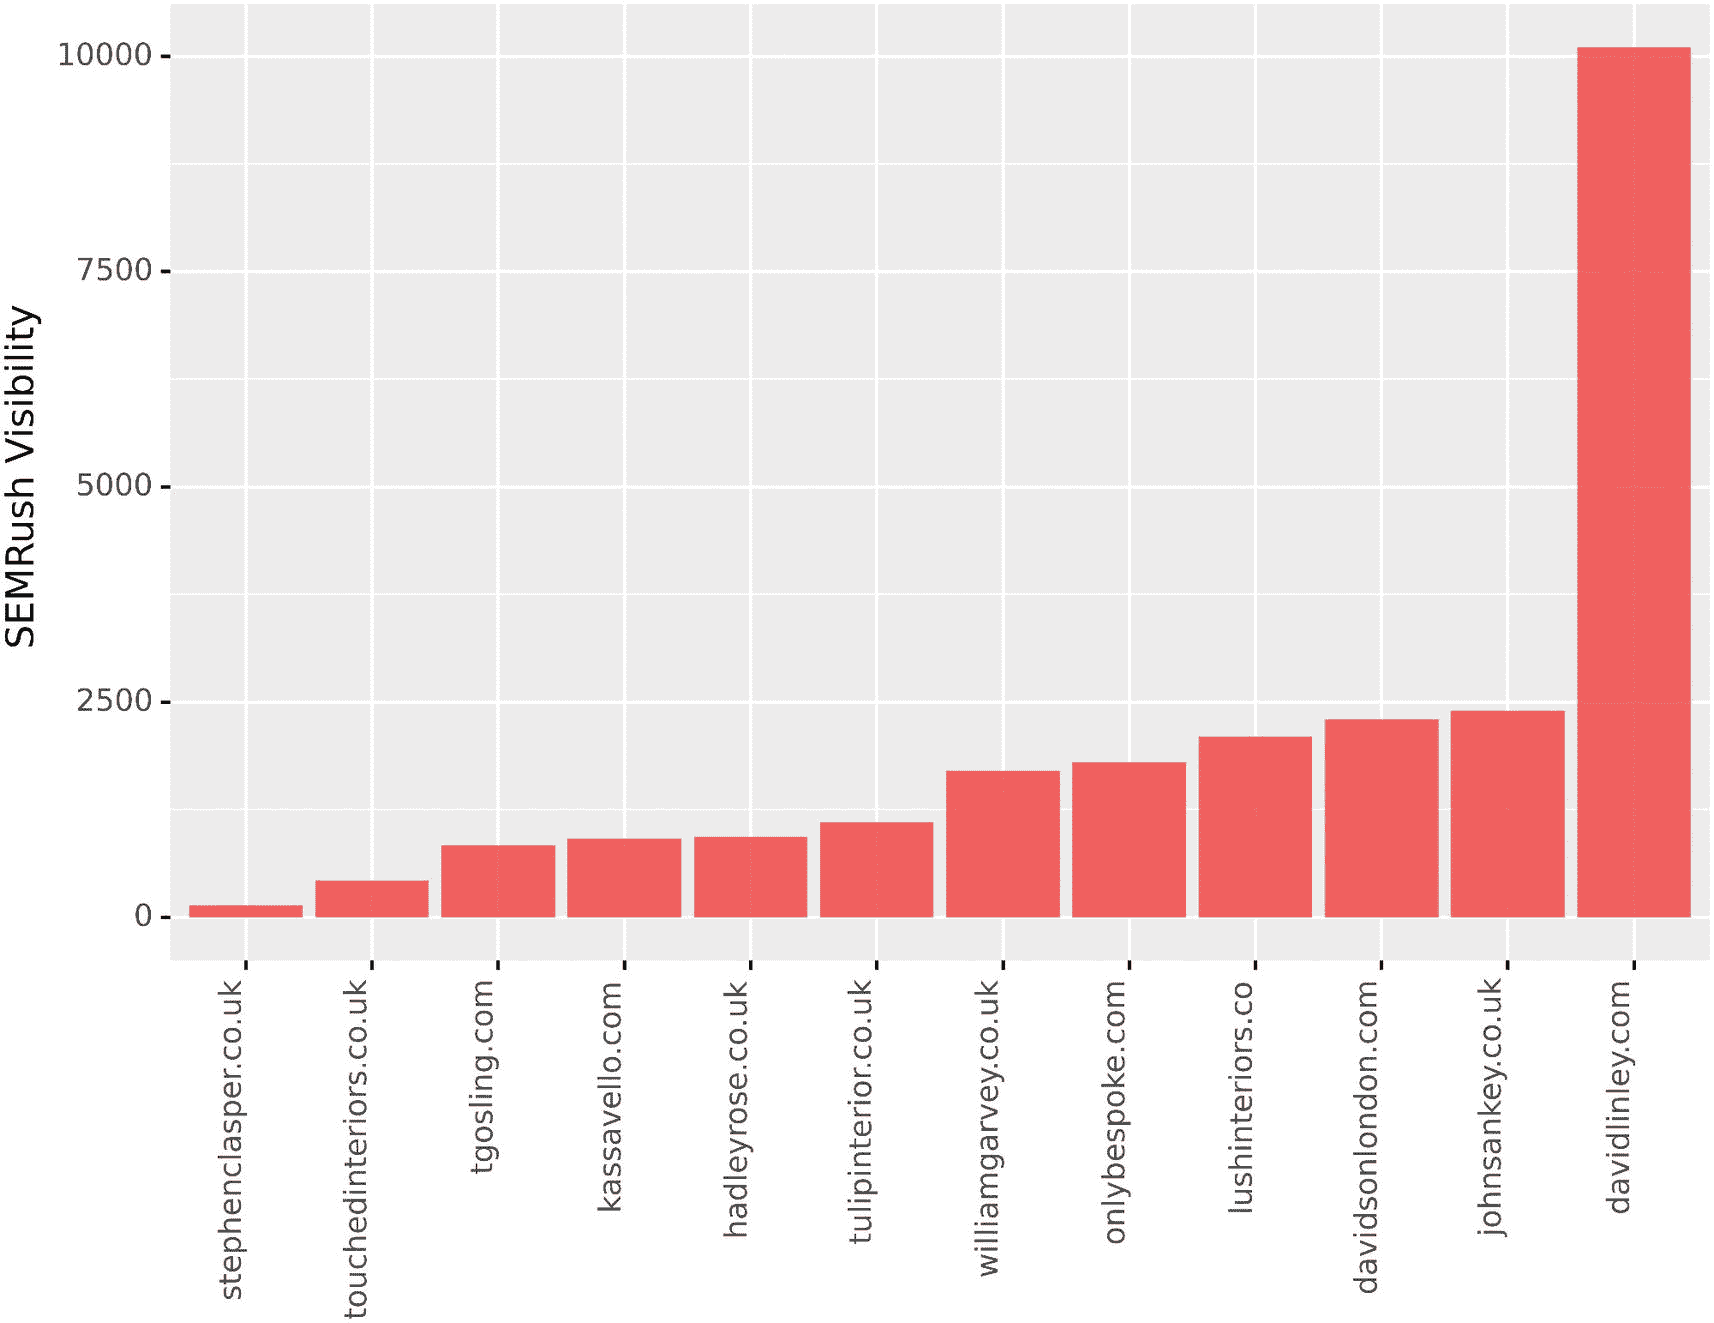 SEMRush Visibility
10000
7500
5000
2500
0
stephenclasper.co.uk
touchedinteriors.co.uk
tgosling.com
kassavello.com
hadleyrose.co.uk
tulipinterior.co.uk
williamgarvey.co.uk
onlybespoke.com
lushinteriors.co
davidsonlondon.com
johnsankey.co.uk
davidlinley.com